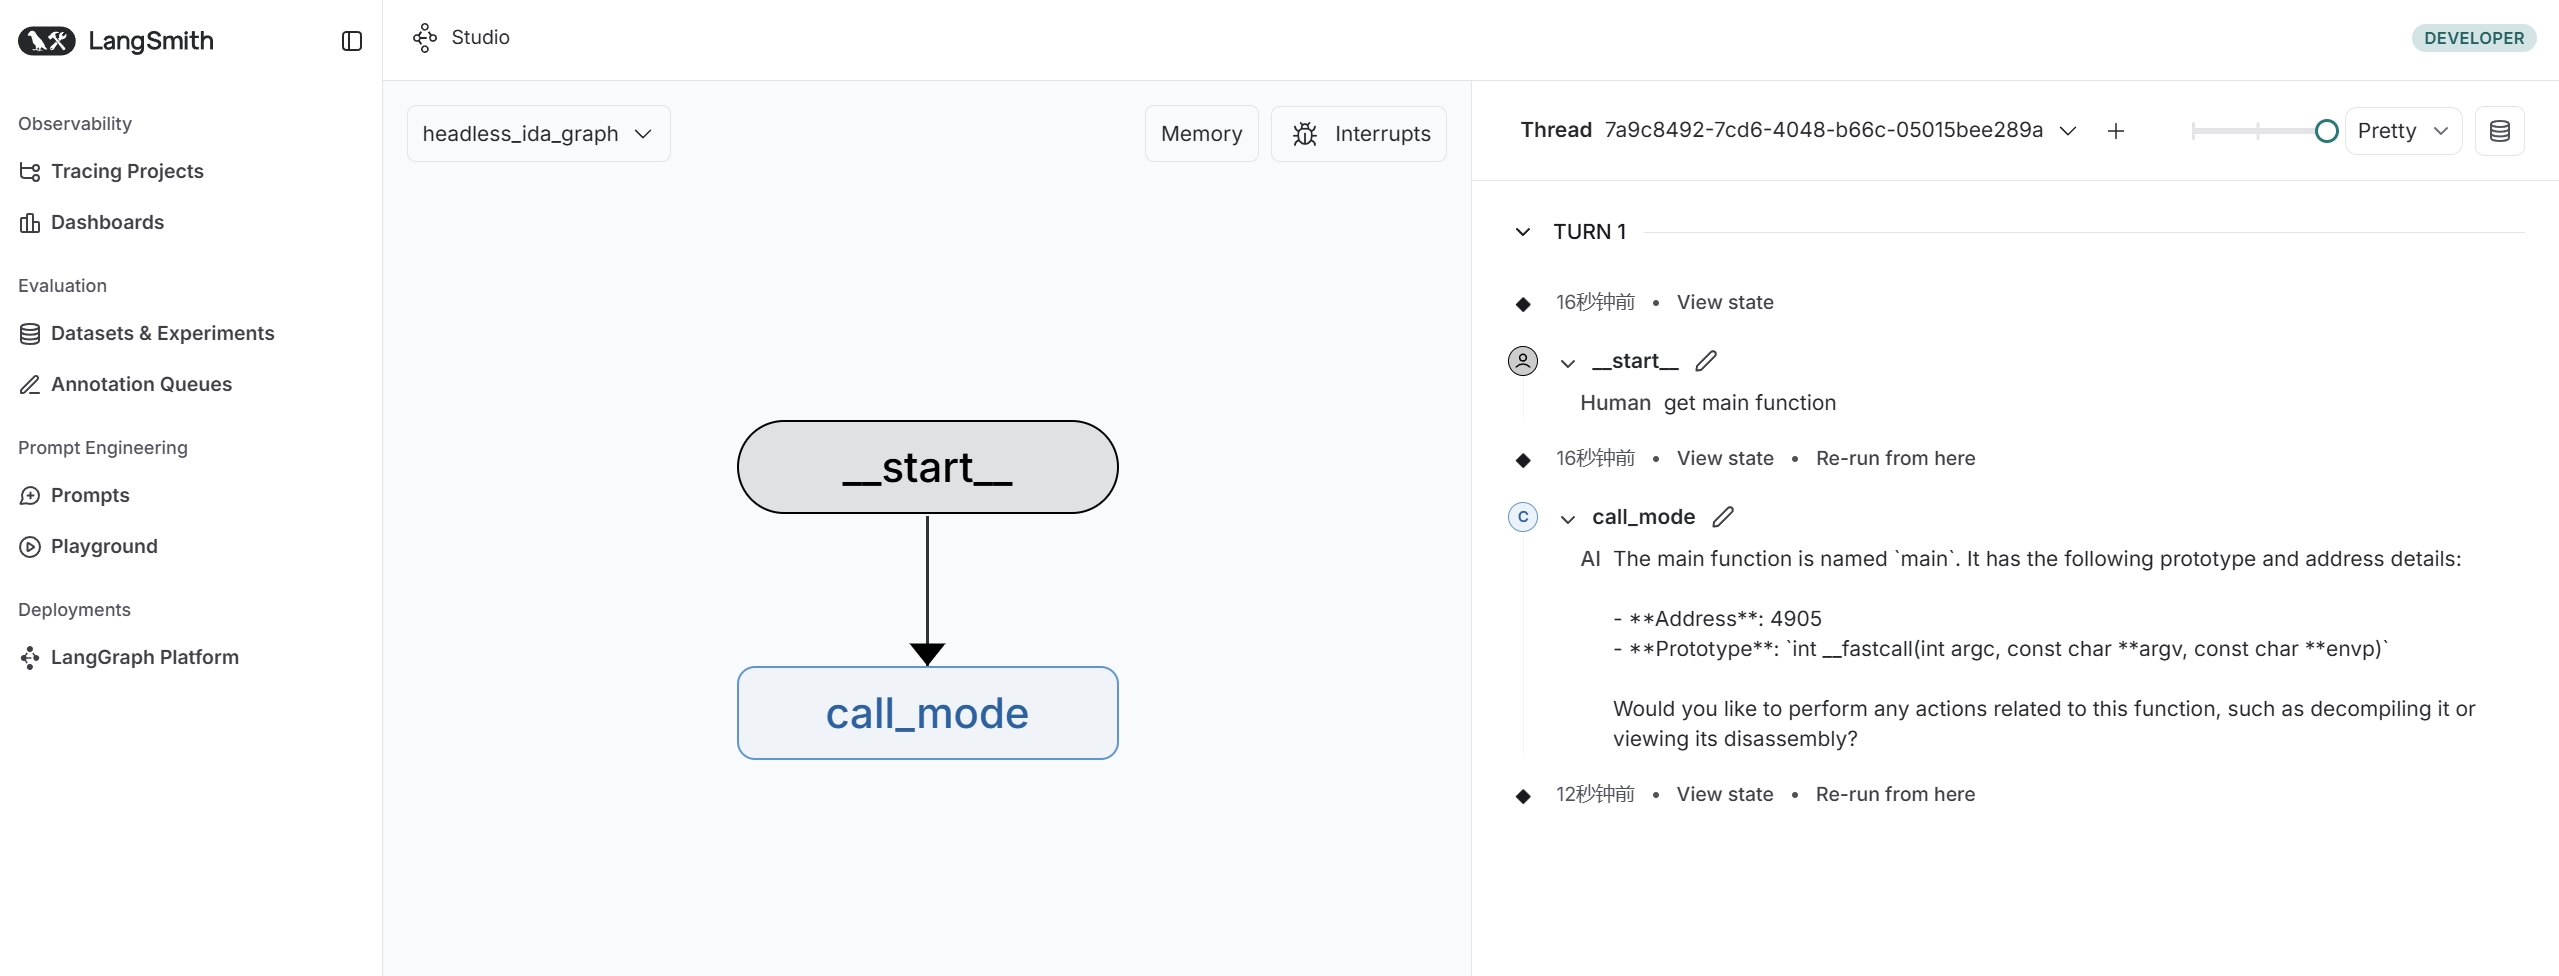 LangSmith
Studio
DEVELOPER
Observability
Tracing Projects
Dashboards
Evaluation
Datasets & Experiments
Annotation Queues
Prompt Engineering
Prompts
Playground
Deployments
LangGraph Platform
headless_ida_graph
Memory
Interrupts
__start__
call_mode
Thread 7a9c8492-7cd6-4048-b66c-05015bee289a
Pretty
TURN 1
16秒钟前 • View state
__start__
Human get main function
16秒钟前 • View state • Re-run from here
C call_mode
AI The main function is named `main`. It has the following prototype and address details:
- **Address**: 4905
- **Prototype**: `int __fastcall(int argc, const char **argv, const char **envp)`
Would you like to perform any actions related to this function, such as decompiling it or
viewing its disassembly?
12秒钟前 • View state • Re-run from here